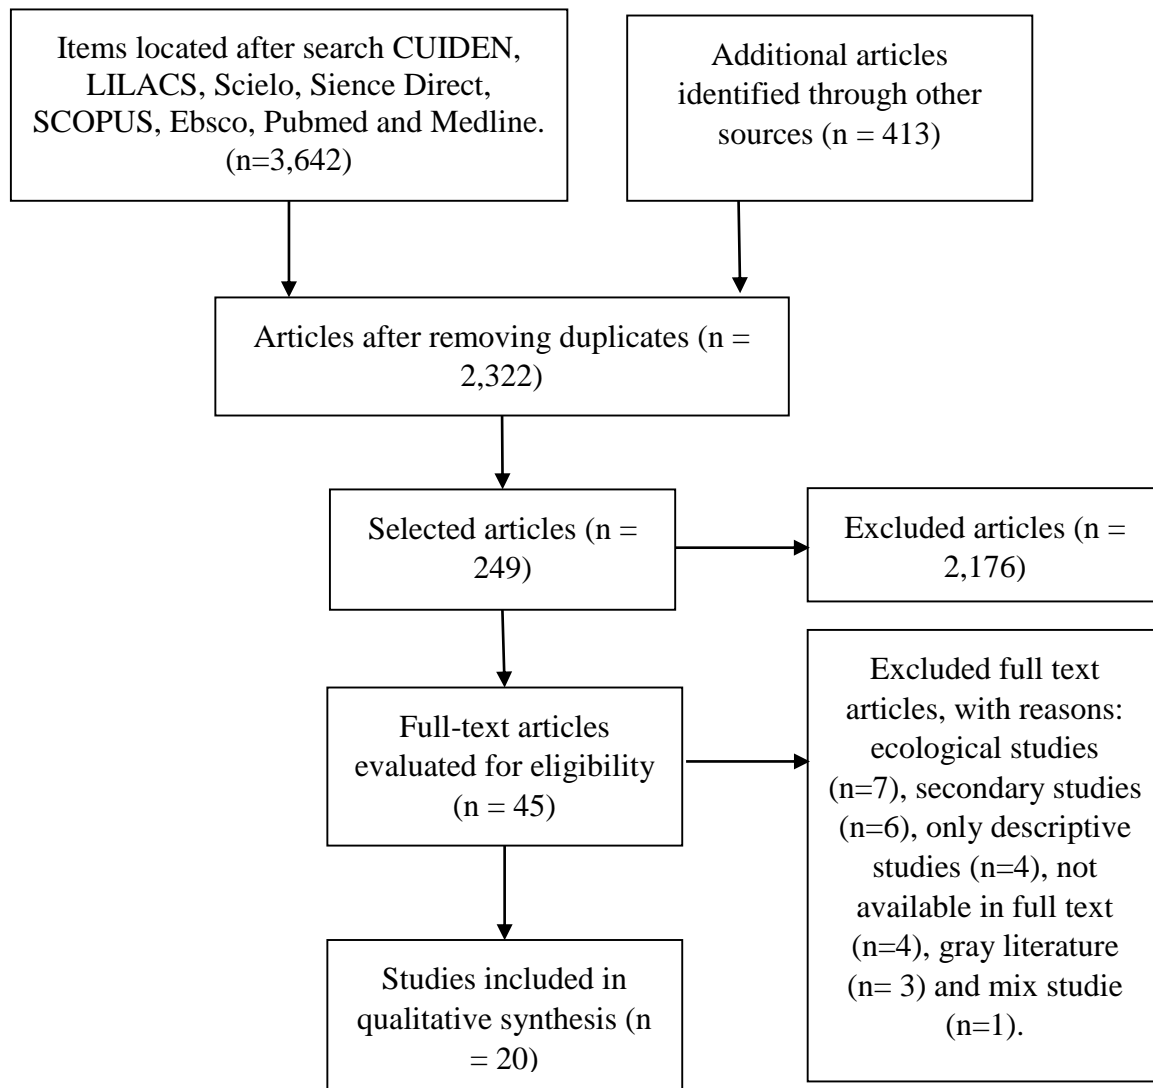 Items located after search CUIDEN,
LILACS, Scielo, Sience Direct,
SCOPUS, Ebsco, Pubmed and Medline.
(n=3,642)
Additional articles
identified through other
sources (n = 413)
Articles after removing duplicates (n =
2,322)
Selected articles (n =
249)
Excluded articles (n =
2,176)
Full-text articles
evaluated for eligibility
(n = 45)
Excluded full text
articles, with reasons:
ecological studies
(n=7), secondary studies
(n=6), only descriptive
studies (n=4), not
available in full text
(n=4), gray literature
(n= 3) and mix studie
(n=1).
Studies included in
qualitative synthesis (n
= 20)